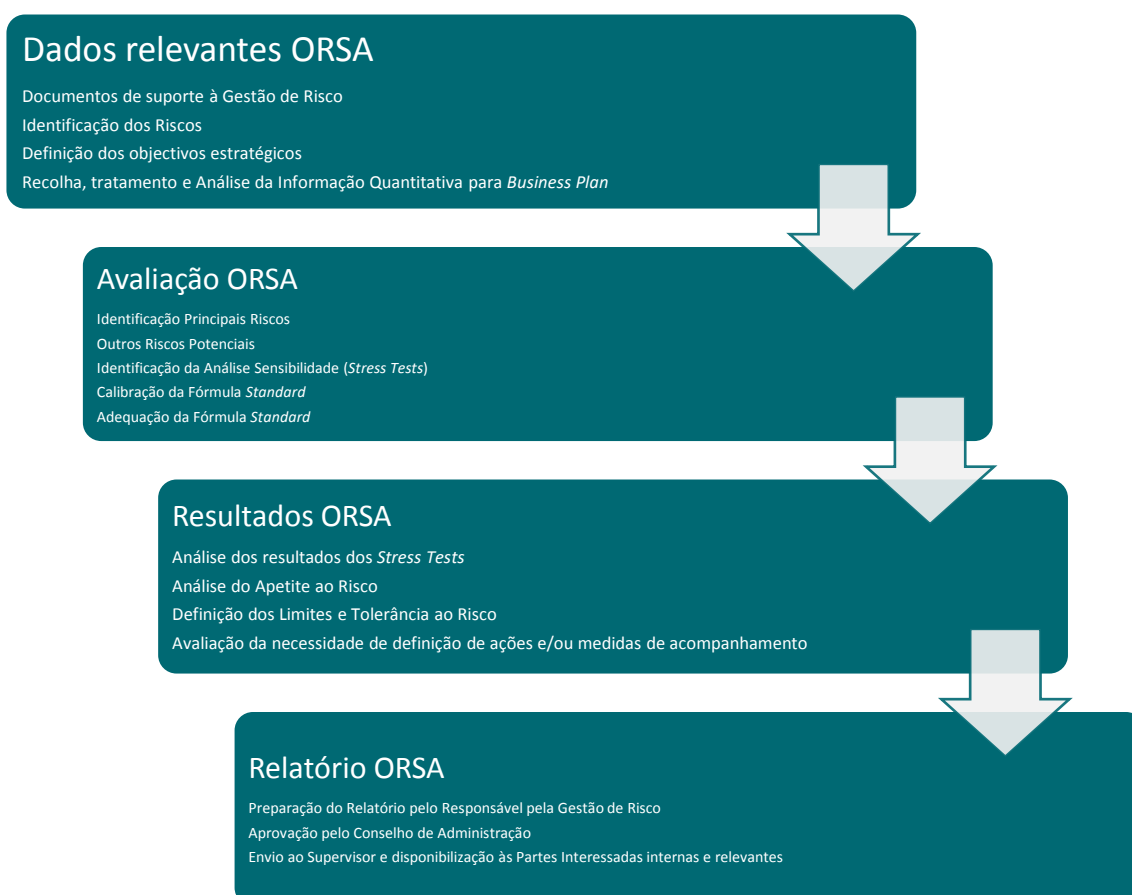 Dados relevantes ORSA
Documentos de suporte à Gestão de Risco
Identificação dos Riscos
Definição dos objectivos estratégicos
Recolha, tratamento e Análise da Informação Quantitativa para Business Plan
Avaliação ORSA
Identificação Principais Riscos
Outros Riscos Potenciais
Identificação da Análise Sensibilidade (Stress Tests)
Calibração da Fórmula Standard
Adequação da Fórmula Standard
Resultados ORSA
Análise dos resultados dos Stress Tests
Análise do Apetite ao Risco
Definição dos Limites e Tolerância ao Risco
Avaliação da necessidade de definição de ações e/ou medidas de acompanhamento
Relatório ORSA
Preparação do Relatório pelo Responsável pela Gestão de Risco
Aprovação pelo Conselho de Administração
Envio ao Supervisor e disponibilização às Partes Interessadas internas e relevantes